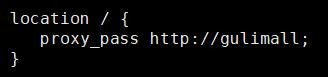 location / {
   proxy_pass http://gulimall;
}